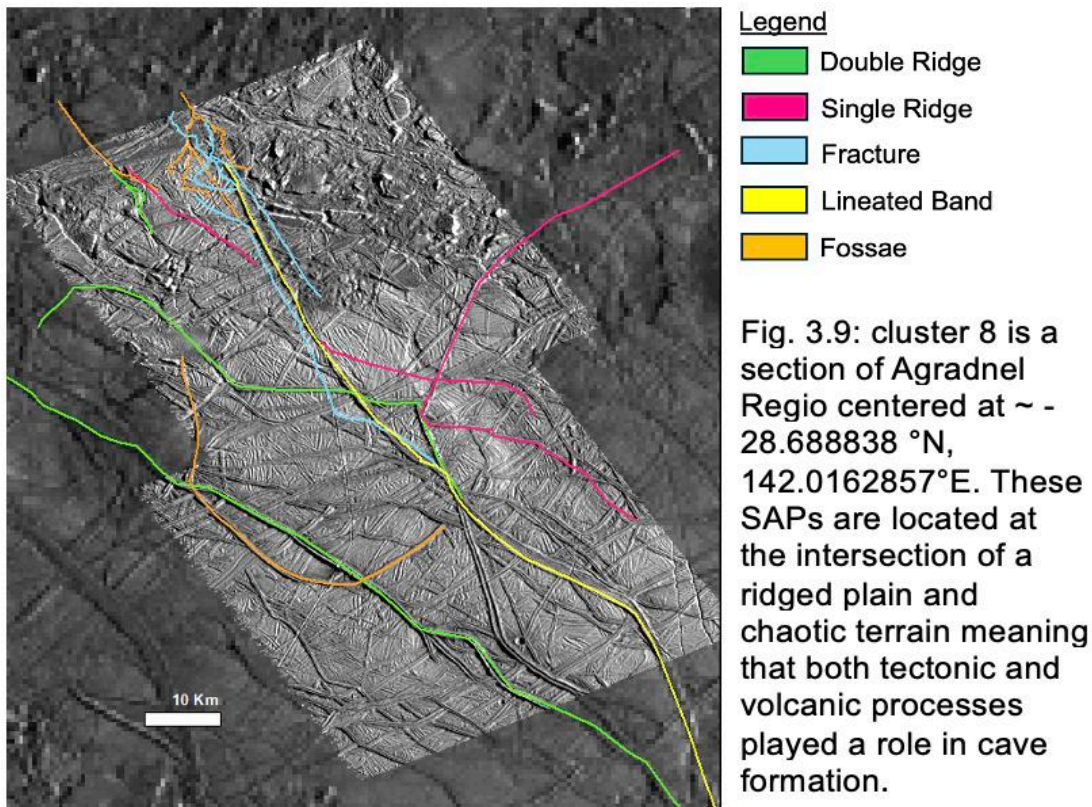 Legend
Double Ridge
Single Ridge
Fracture
Lineated Band
Fossae
Fig. 3.9: cluster 8 is a
section of Agradnel
Regio centered at ~ -
28.688838 °N,
142.0162857°E. These
SAPs are located at
the intersection of a
ridged plain and
chaotic terrain meaning
that both tectonic and
volcanic processes
played a role in cave
formation.
10 Km